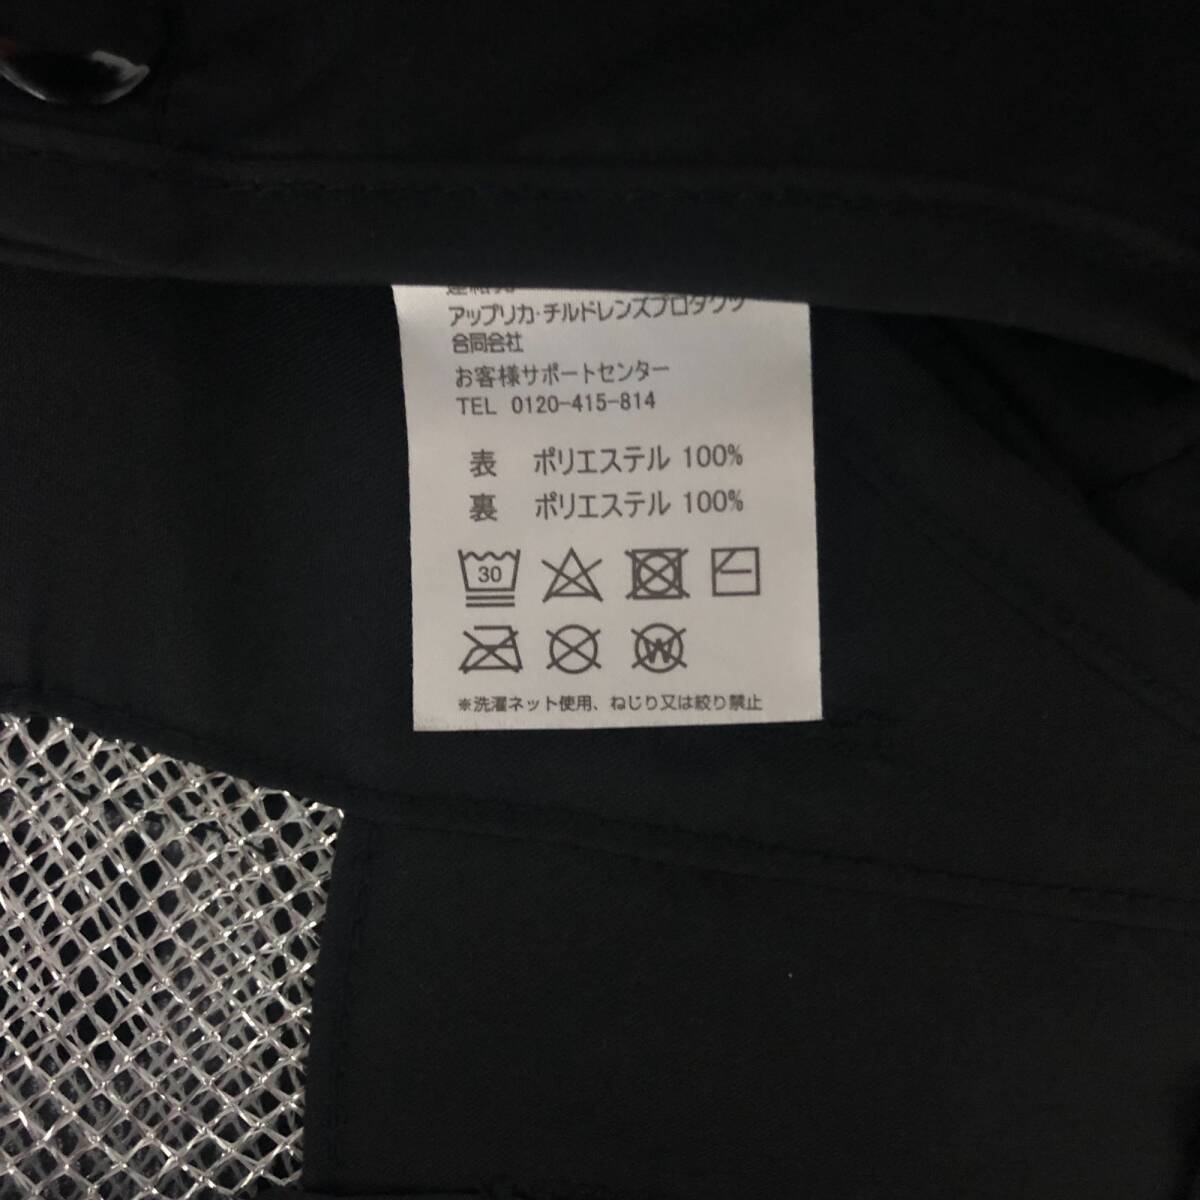 アップリカ・チルドレンズプロダクツ
合同会社
お客様サポートセンター
TEL 0120-415-814
表 ポリエステル 100%
裏 ポリエステル 100%
30
W
※洗濯ネット使用、ねじり又は絞り禁止